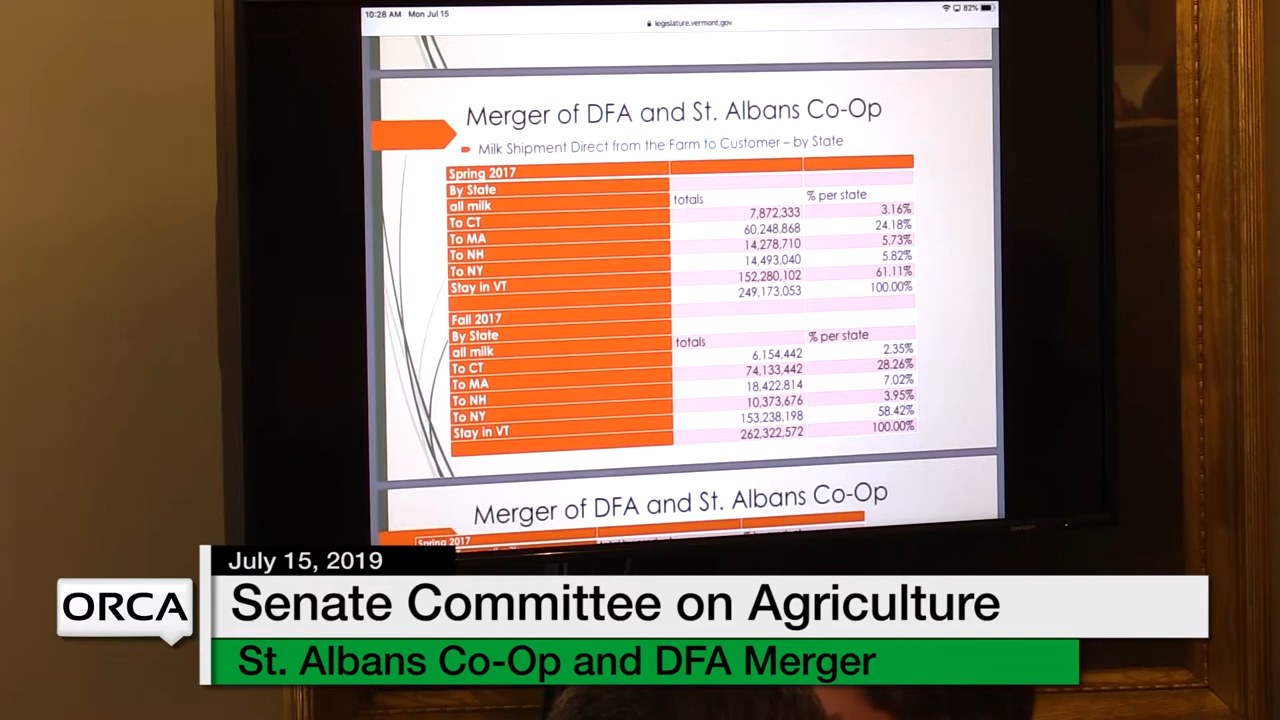 10:28 AM Mon Jul 15
82%
legislature.vermont.gov
Merger of DFA and St. Albans Co-Op
Milk Shipment Direct from the Farm to Customer – by State
Spring 2017
By State
all milk totals % per state
To CT 7,872,333 3.16%
To MA 60,248,868 24.18%
To NH 14,278,710 5.73%
To NY 14,493,040 5.82%
Stay in VT 152,280,102 61.11%
249,173,053 100.00%
Fall 2017
By State
all milk totals % per state
To CT 6,154,442 2.35%
To MA 74,133,442 28.26%
To NH 18,422,814 7.02%
To NY 10,373,676 3.95%
Stay in VT 153,238,198 58.42%
262,322,572 100.00%
Merger of DFA and St. Albans Co-Op
Spring 2017
July 15, 2019
ORCA
Senate Committee on Agriculture
St. Albans Co-Op and DFA Merger